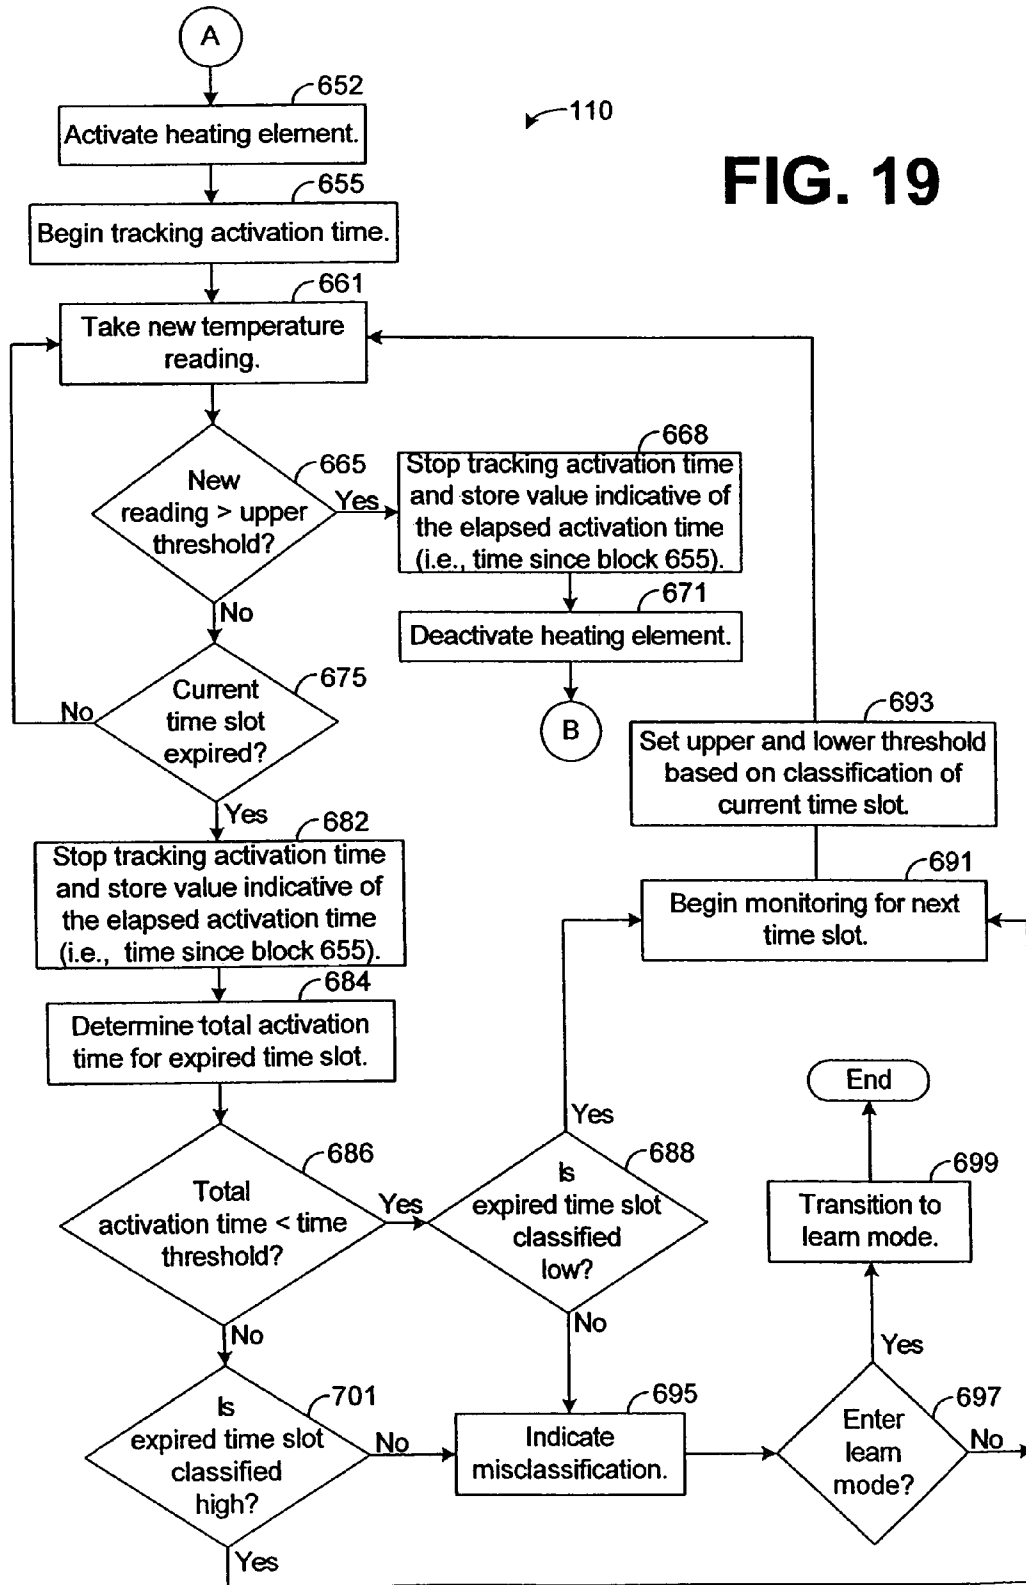 A
652
110
Activate heating element.
FIG. 19
655
Begin tracking activation time.
661
Take new temperature
reading.
665
New
reading > upper
threshold?
Yes
668
Stop tracking activation time
and store value indicative of
the elapsed activation time
(i.e., time since block 655).
671
Deactivate heating element.
B
No
675
Current
time slot
expired?
No
Yes
693
Set upper and lower threshold
based on classification of
current time slot.
682
Stop tracking activation time
and store value indicative of
the elapsed activation time
(i.e., time since block 655).
691
Begin monitoring for next
time slot.
684
Determine total activation
time for expired time slot.
End
686
Total
activation time < time
threshold?
Yes
Yes
688
Is
expired time slot
classified
low?
699
Transition to
learn mode.
No
No
Yes
701
Is
expired time slot
classified
high?
No
695
Indicate
misclassification.
697
Enter
learn
mode?
No
Yes